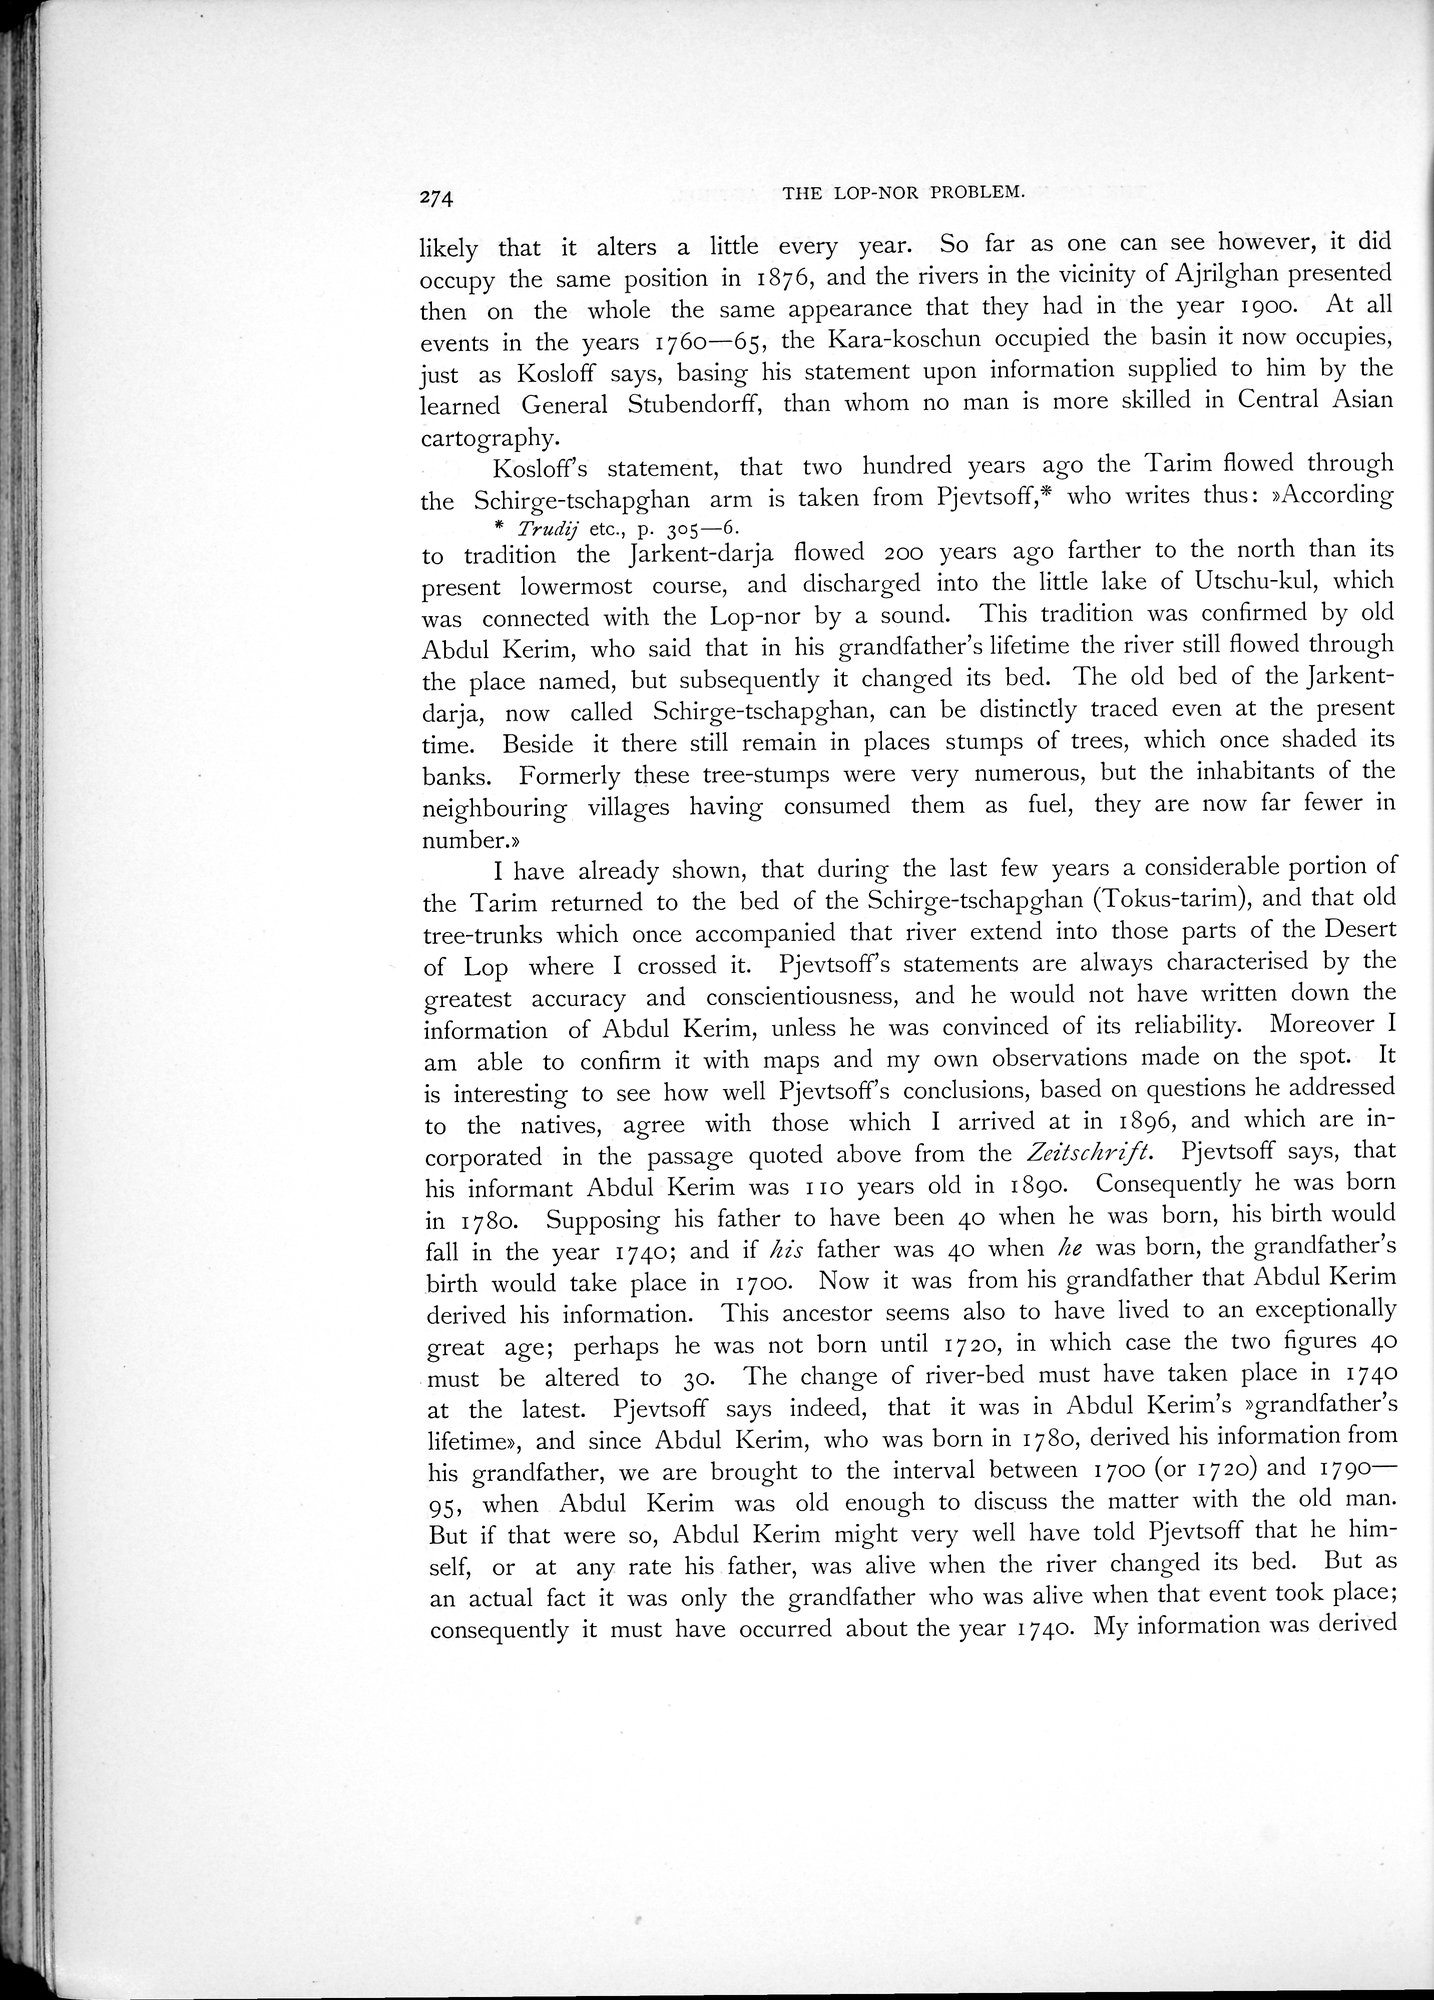 274
THE LOP-NOR PROBLEM.
likely that it alters a little every year. So far as one can see however, it did
occupy the same position in 1876, and the rivers in the vicinity of Ajrilghan presented
then on the whole the same appearance that they had in the year 1900. At all
events in the years 1760—65, the Kara-koschun occupied the basin it now occupies,
just as Kosloff says, basing his statement upon information supplied to him by the
learned General Stubendorff, than whom no man is more skilled in Central Asian
cartography.
Kosloff's statement, that two hundred years ago the Tarim flowed through
the Schirge-tschapghan arm is taken from Pjevtsoff,* who writes thus: »According
* Trudij etc., p. 305—6.
to tradition the Jarkent-darja flowed 200 years ago farther to the north than its
present lowermost course, and discharged into the little lake of Utschu-kul, which
was connected with the Lop-nor by a sound. This tradition was confirmed by old
Abdul Kerim, who said that in his grandfather's lifetime the river still flowed through
the place named, but subsequently it changed its bed. The old bed of the Jarkent-
darja, now called Schirge-tschapghan, can be distinctly traced even at the present
time. Beside it there still remain in places stumps of trees, which once shaded its
banks. Formerly these tree-stumps were very numerous, but the inhabitants of the
neighbouring villages having consumed them as fuel, they are now far fewer in
number.»
I have already shown, that during the last few years a considerable portion of
the Tarim returned to the bed of the Schirge-tschapghan (Tokus-tarim), and that old
tree-trunks which once accompanied that river extend into those parts of the Desert
of Lop where I crossed it. Pjevtsoff's statements are always characterised by the
greatest accuracy and conscientiousness, and he would not have written down the
information of Abdul Kerim, unless he was convinced of its reliability. Moreover I
am able to confirm it with maps and my own observations made on the spot. It
is interesting to see how well Pjevtsoff's conclusions, based on questions he addressed
to the natives, agree with those which I arrived at in 1896, and which are in-
corporated in the passage quoted above from the Zeitschrift. Pjevtsoff says, that
his informant Abdul Kerim was 110 years old in 1890. Consequently he was born
in 1780. Supposing his father to have been 40 when he was born, his birth would
fall in the year 1740; and if his father was 40 when he was born, the grandfather's
birth would take place in 1700. Now it was from his grandfather that Abdul Kerim
derived his information. This ancestor seems also to have lived to an exceptionally
great age; perhaps he was not born until 1720, in which case the two figures 40
must be altered to 30. The change of river-bed must have taken place in 1740
at the latest. Pjevtsoff says indeed, that it was in Abdul Kerim's »grandfather's
lifetime», and since Abdul Kerim, who was born in 1780, derived his information from
his grandfather, we are brought to the interval between 1700 (or 1720) and 1790—
95, when Abdul Kerim was old enough to discuss the matter with the old man.
But if that were so, Abdul Kerim might very well have told Pjevtsoff that he him-
self, or at any rate his father, was alive when the river changed its bed. But as
an actual fact it was only the grandfather who was alive when that event took place;
consequently it must have occurred about the year 1740. My information was derived